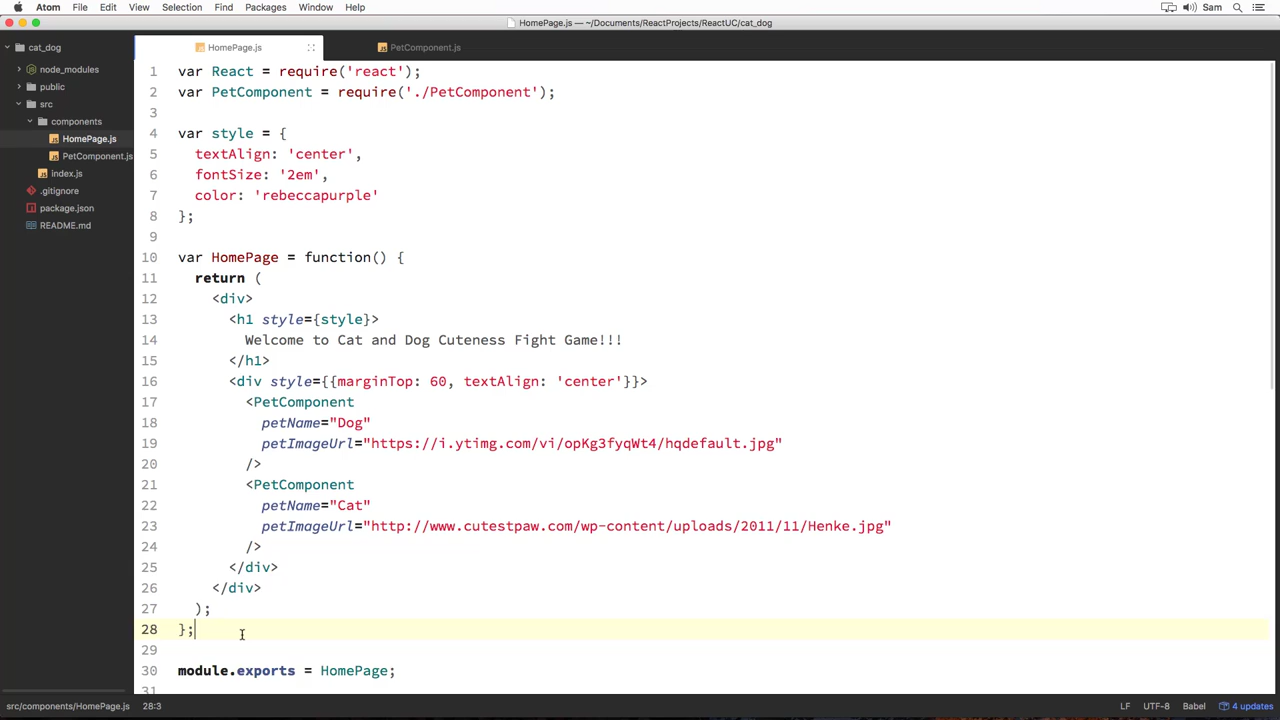 Atom File Edit View Selection Find Packages Window Help Sam
HomePage.js — ~/Documents/ReactProjects/ReactUC/cat_dog
cat_dog
node_modules
public
src
components
HomePage.js
PetComponent.js
index.js
.gitignore
package.json
README.md
HomePage.js PetComponent.js
1 var React = require('react');
2 var PetComponent = require('./PetComponent');
3
4 var style = {
5 textAlign: 'center',
6 fontSize: '2em',
7 color: 'rebeccapurple'
8 };
9
10 var HomePage = function() {
11 return (
12 <div>
13 <h1 style={style}>
14 Welcome to Cat and Dog Cuteness Fight Game!!!
15 </h1>
16 <div style={{marginTop: 60, textAlign: 'center'}}>
17 <PetComponent
18 petName="Dog"
19 petImageUrl="https://i.ytimg.com/vi/opKg3fyqWt4/hqdefault.jpg"
20 />
21 <PetComponent
22 petName="Cat"
23 petImageUrl="http://www.cutestpaw.com/wp-content/uploads/2011/11/Henke.jpg"
24 />
25 </div>
26 </div>
27 );
28 };
29
30 module.exports = HomePage;
31
src/components/HomePage.js 28:3 LF UTF-8 Babel 4 updates